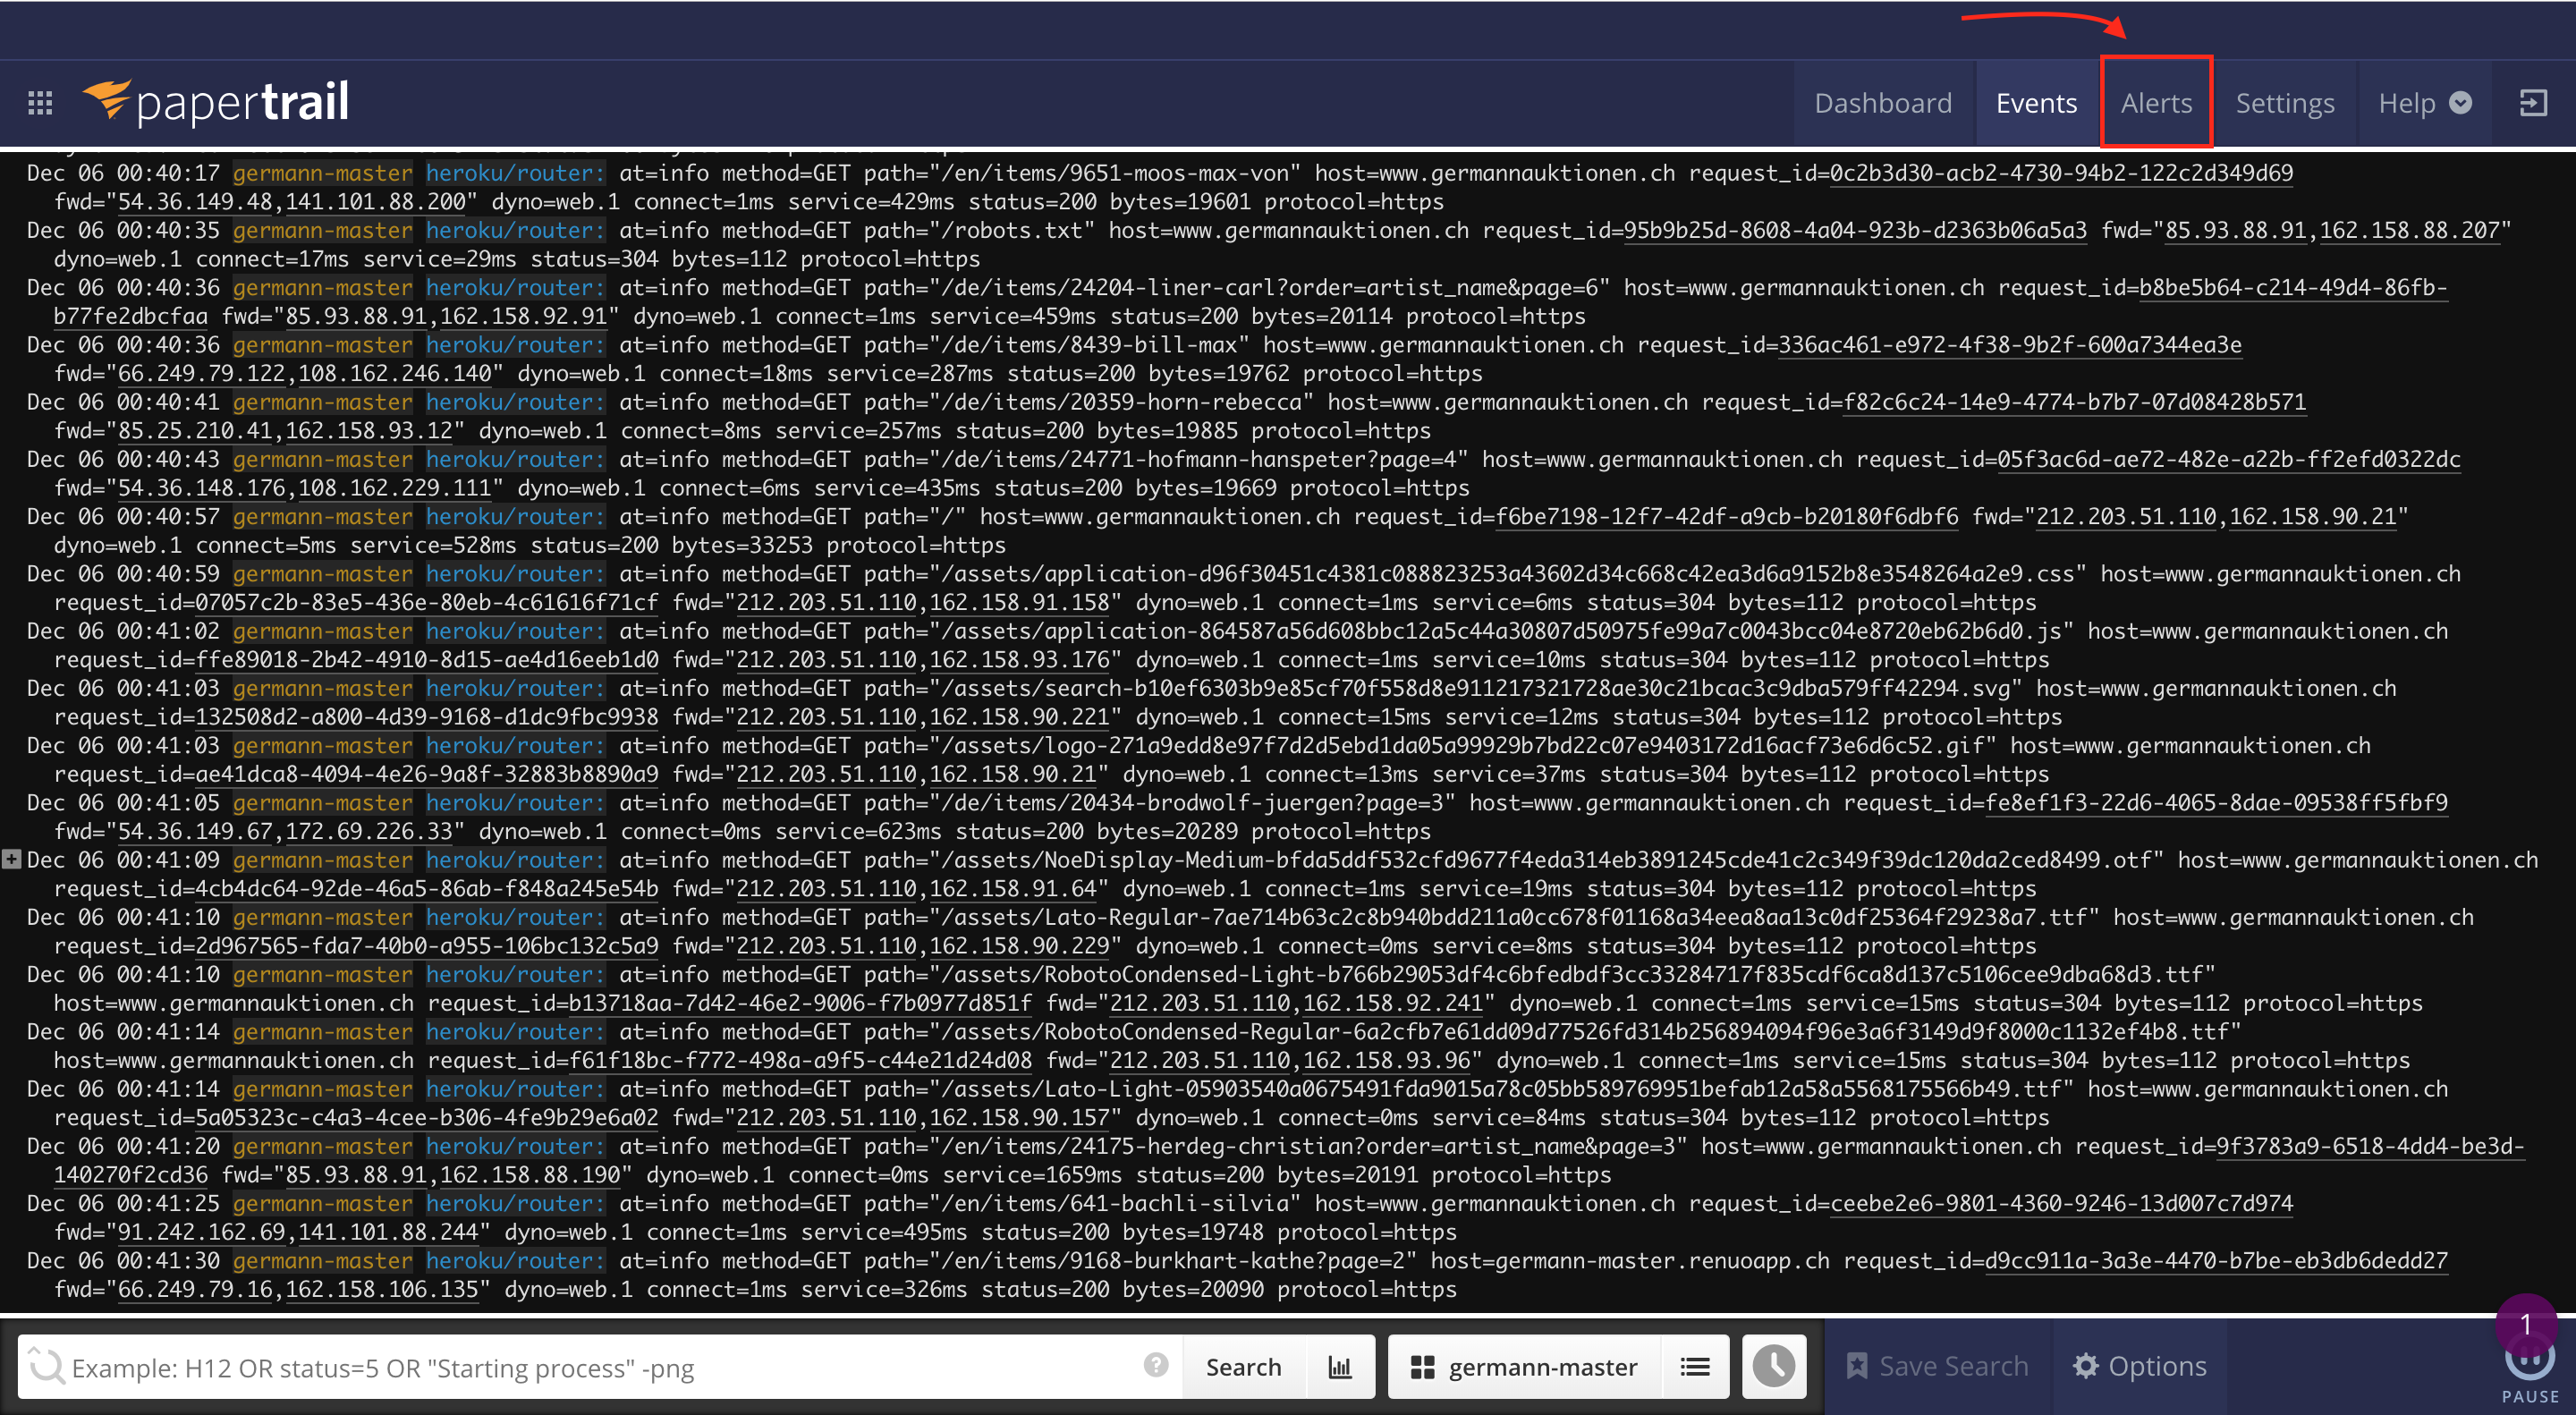 papertrail
Dashboard Events Alerts Settings Help
Dec 06 00:40:17 germann-master heroku/router: at=info method=GET path="/en/items/9651-moos-max-von" host=www.germannauktionen.ch request_id=0c2b3d30-acb2-4730-94b2-122c2d349d69
fwd="54.36.149.48,141.101.88.200" dyno=web.1 connect=1ms service=429ms status=200 bytes=19601 protocol=https
Dec 06 00:40:35 germann-master heroku/router: at=info method=GET path="/robots.txt" host=www.germannauktionen.ch request_id=95b9b25d-8608-4a04-923b-d2363b06a5a3 fwd="85.93.88.91,162.158.88.207"
dyno=web.1 connect=17ms service=29ms status=304 bytes=112 protocol=https
Dec 06 00:40:36 germann-master heroku/router: at=info method=GET path="/de/items/24204-liner-carl?order=artist_name&page=6" host=www.germannauktionen.ch request_id=b8be5b64-c214-49d4-86fb-
b77fe2dbcfaa fwd="85.93.88.91,162.158.92.91" dyno=web.1 connect=1ms service=459ms status=200 bytes=20114 protocol=https
Dec 06 00:40:36 germann-master heroku/router: at=info method=GET path="/de/items/8439-bill-max" host=www.germannauktionen.ch request_id=336ac461-e972-4f38-9b2f-600a7344ea3e
fwd="66.249.79.122,108.162.246.140" dyno=web.1 connect=18ms service=287ms status=200 bytes=19762 protocol=https
Dec 06 00:40:41 germann-master heroku/router: at=info method=GET path="/de/items/20359-horn-rebecca" host=www.germannauktionen.ch request_id=f82c6c24-14e9-4774-b7b7-07d08428b571
fwd="85.25.210.41,162.158.93.12" dyno=web.1 connect=8ms service=257ms status=200 bytes=19885 protocol=https
Dec 06 00:40:43 germann-master heroku/router: at=info method=GET path="/de/items/24771-hofmann-hanspeter?page=4" host=www.germannauktionen.ch request_id=05f3ac6d-ae72-482e-a22b-ff2efd0322dc
fwd="54.36.148.176,108.162.229.111" dyno=web.1 connect=6ms service=435ms status=200 bytes=19669 protocol=https
Dec 06 00:40:57 germann-master heroku/router: at=info method=GET path="/" host=www.germannauktionen.ch request_id=f6be7198-12f7-42df-a9cb-b20180f6dbf6 fwd="212.203.51.110,162.158.90.21"
dyno=web.1 connect=5ms service=528ms status=200 bytes=33253 protocol=https
Dec 06 00:40:59 germann-master heroku/router: at=info method=GET path="/assets/application-d96f30451c4381c088823253a43602d34c668c42ea3d6a9152b8e3548264a2e9.css" host=www.germannauktionen.ch
request_id=07057c2b-83e5-436e-80eb-4c61616f71cf fwd="212.203.51.110,162.158.91.158" dyno=web.1 connect=1ms service=6ms status=304 bytes=112 protocol=https
Dec 06 00:41:02 germann-master heroku/router: at=info method=GET path="/assets/application-864587a56d608bbc12a5c44a30807d50975fe99a7c0043bcc04e8720eb62b6d0.js" host=www.germannauktionen.ch
request_id=ffe89018-2b42-4910-8d15-ae4d16eeb1d0 fwd="212.203.51.110,162.158.93.176" dyno=web.1 connect=1ms service=10ms status=304 bytes=112 protocol=https
Dec 06 00:41:03 germann-master heroku/router: at=info method=GET path="/assets/search-b10ef6303b9e85cf70f558d8e911217321728ae30c21bcac3c9dba579ff42294.svg" host=www.germannauktionen.ch
request_id=132508d2-a800-4d39-9168-d1dc9fbc9938 fwd="212.203.51.110,162.158.90.221" dyno=web.1 connect=15ms service=12ms status=304 bytes=112 protocol=https
Dec 06 00:41:03 germann-master heroku/router: at=info method=GET path="/assets/logo-271a9edd8e97f7d2d5ebd1da05a99929b7bd22c07e9403172d16acf73e6d6c52.gif" host=www.germannauktionen.ch
request_id=ae41dca8-4094-4e26-9a8f-32883b8890a9 fwd="212.203.51.110,162.158.90.21" dyno=web.1 connect=13ms service=37ms status=304 bytes=112 protocol=https
Dec 06 00:41:05 germann-master heroku/router: at=info method=GET path="/de/items/20434-brodwolf-juergen?page=3" host=www.germannauktionen.ch request_id=fe8ef1f3-22d6-4065-8dae-09538ff5fbf9
fwd="54.36.149.67,172.69.226.33" dyno=web.1 connect=0ms service=623ms status=200 bytes=20289 protocol=https
Dec 06 00:41:09 germann-master heroku/router: at=info method=GET path="/assets/NoeDisplay-Medium-bfda5ddf532cfd9677f4eda314eb3891245cde41c2c349f39dc120da2ced8499.otf" host=www.germannauktionen.ch
request_id=4cb4dc64-92de-46a5-86ab-f848a245e54b fwd="212.203.51.110,162.158.91.64" dyno=web.1 connect=1ms service=19ms status=304 bytes=112 protocol=https
Dec 06 00:41:10 germann-master heroku/router: at=info method=GET path="/assets/Lato-Regular-7ae714b63c2c8b940bdd211a0cc678f01168a34eea8aa13c0df25364f29238a7.ttf" host=www.germannauktionen.ch
request_id=2d967565-fda7-40b0-a955-106bc132c5a9 fwd="212.203.51.110,162.158.90.229" dyno=web.1 connect=0ms service=8ms status=304 bytes=112 protocol=https
Dec 06 00:41:10 germann-master heroku/router: at=info method=GET path="/assets/RobotoCondensed-Light-b766b29053df4c6bfedbdf3cc33284717f835cdf6ca8d137c5106cee9dba68d3.ttf"
host=www.germannauktionen.ch request_id=b13718aa-7d42-46e2-9006-f7b0977d851f fwd="212.203.51.110,162.158.92.241" dyno=web.1 connect=1ms service=15ms status=304 bytes=112 protocol=https
Dec 06 00:41:14 germann-master heroku/router: at=info method=GET path="/assets/RobotoCondensed-Regular-6a2cfb7e61dd09d77526fd314b256894094f96e3a6f3149d9f8000c1132ef4b8.ttf"
host=www.germannauktionen.ch request_id=f61f18bc-f772-498a-a9f5-c44e21d24d08 fwd="212.203.51.110,162.158.93.96" dyno=web.1 connect=1ms service=15ms status=304 bytes=112 protocol=https
Dec 06 00:41:14 germann-master heroku/router: at=info method=GET path="/assets/Lato-Light-05903540a0675491fda9015a78c05bb589769951befab12a58a5568175566b49.ttf" host=www.germannauktionen.ch
request_id=5a05323c-c4a3-4cee-b306-4fe9b29e6a02 fwd="212.203.51.110,162.158.90.157" dyno=web.1 connect=0ms service=84ms status=304 bytes=112 protocol=https
Dec 06 00:41:20 germann-master heroku/router: at=info method=GET path="/en/items/24175-herdeg-christian?order=artist_name&page=3" host=www.germannauktionen.ch request_id=9f3783a9-6518-4dd4-be3d-
140270f2cd36 fwd="85.93.88.91,162.158.88.190" dyno=web.1 connect=0ms service=1659ms status=200 bytes=20191 protocol=https
Dec 06 00:41:25 germann-master heroku/router: at=info method=GET path="/en/items/641-bachli-silvia" host=www.germannauktionen.ch request_id=ceebe2e6-9801-4360-9246-13d007c7d974
fwd="91.242.162.69,141.101.88.244" dyno=web.1 connect=1ms service=495ms status=200 bytes=19748 protocol=https
Dec 06 00:41:30 germann-master heroku/router: at=info method=GET path="/en/items/9168-burkhart-kathe?page=2" host=germann-master.renuoapp.ch request_id=d9cc911a-3a3e-4470-b7be-eb3db6dedd27
fwd="66.249.79.16,162.158.106.135" dyno=web.1 connect=1ms service=326ms status=200 bytes=20090 protocol=https
1
Example: H12 OR status=5 OR "Starting process" -png ? Search germann-master Save Search Options
PAUSE